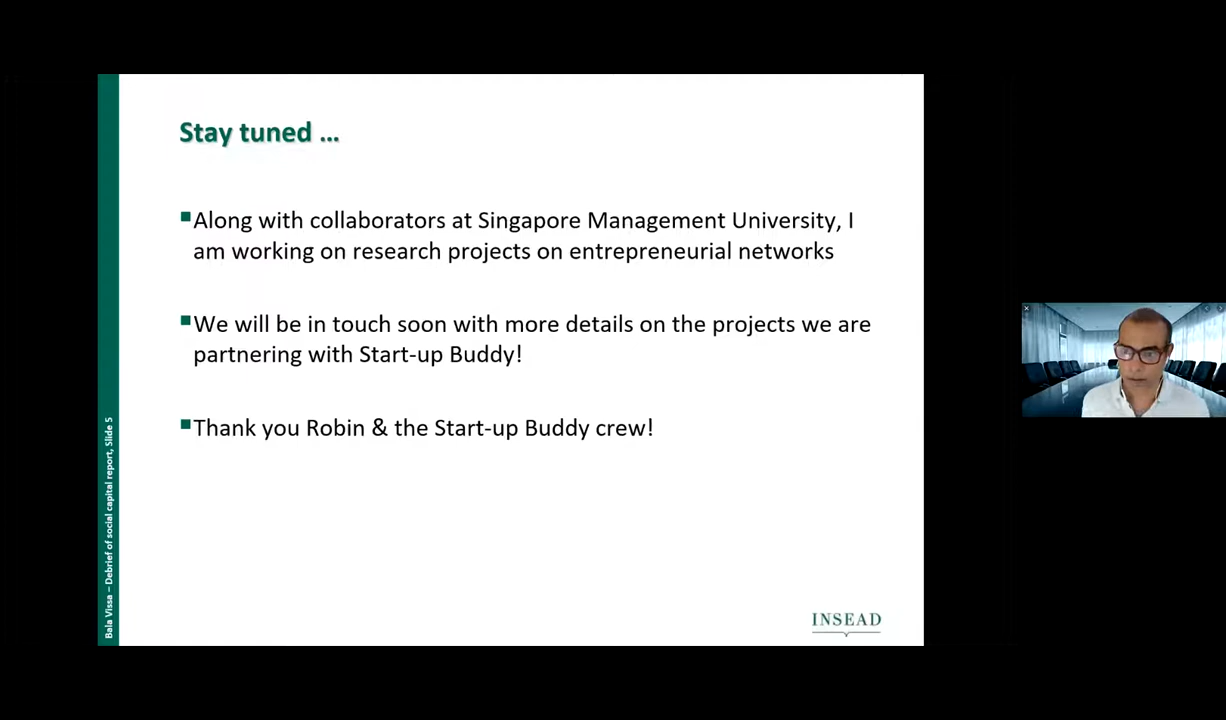 Stay tuned ...
▪Along with collaborators at Singapore Management University, I
am working on research projects on entrepreneurial networks
▪We will be in touch soon with more details on the projects we are
partnering with Start-up Buddy!
▪Thank you Robin & the Start-up Buddy crew!
Bala Vissa – Debrief of social capital report, Slide 5
INSEAD